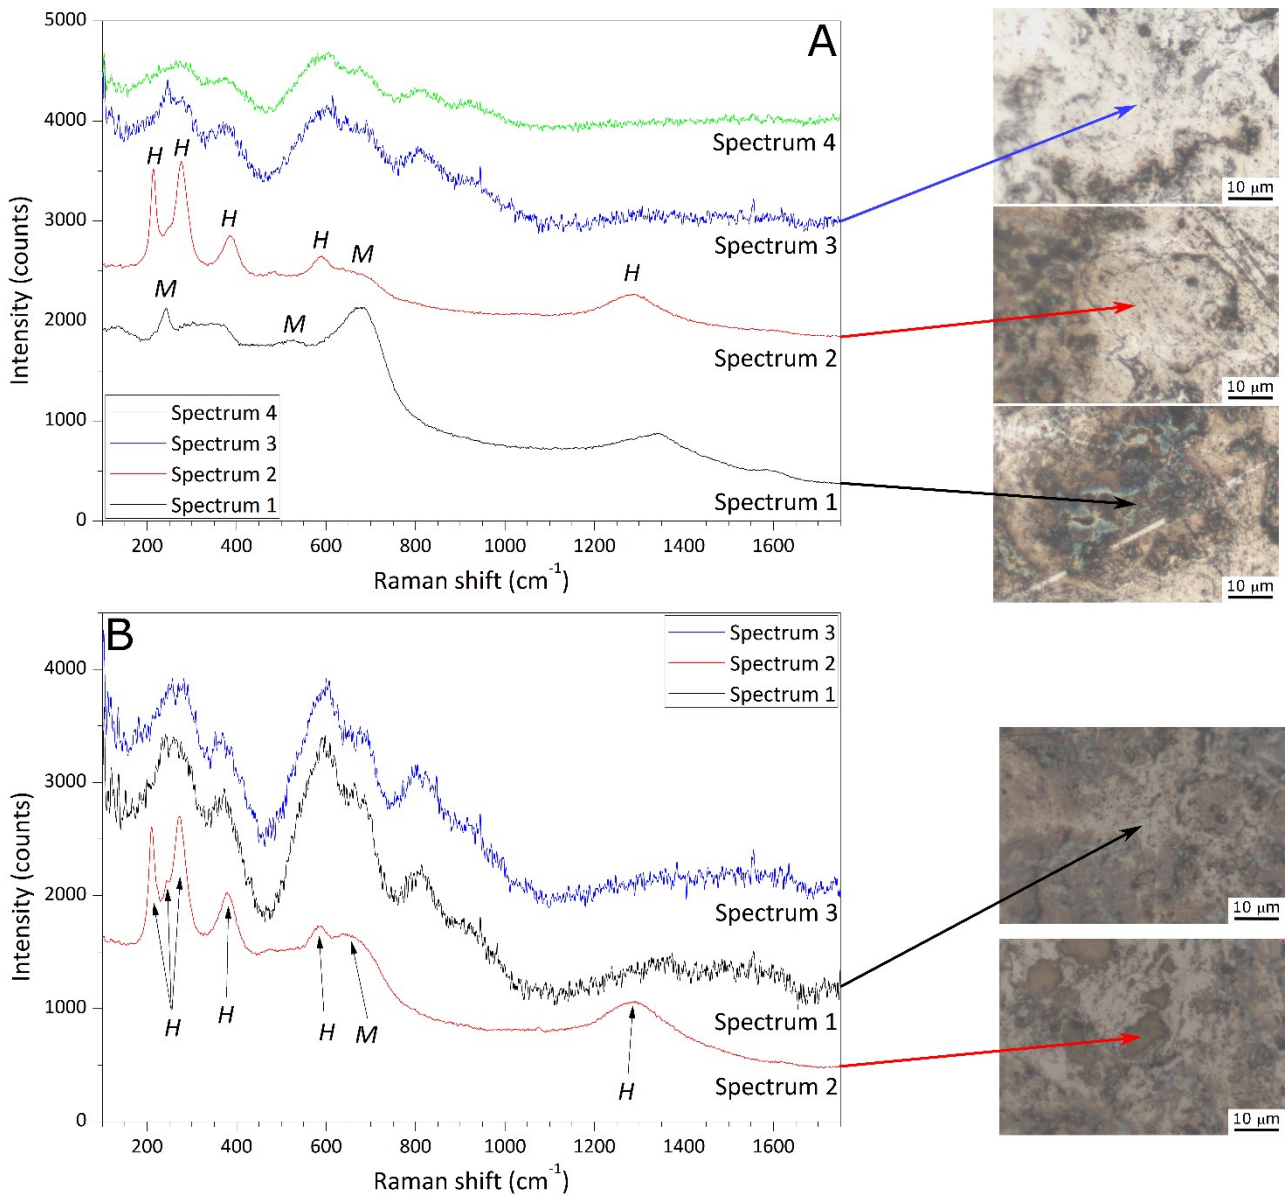 A
5000
4000
3000
2000
1000
0
Intensity (counts)
H
H
H
H
M
H
M
M
Spectrum 4
Spectrum 3
Spectrum 2
Spectrum 1
Spectrum 4
Spectrum 3
Spectrum 2
Spectrum 1
200 400 600 800 1000 1200 1400 1600
Raman shift (cm⁻¹)
10 μm
10 μm
10 μm
B
4000
3000
2000
1000
0
Intensity (counts)
Spectrum 3
Spectrum 2
Spectrum 1
Spectrum 3
Spectrum 1
Spectrum 2
H
H
H
M
H
200 400 600 800 1000 1200 1400 1600
Raman shift (cm⁻¹)
10 μm
10 μm